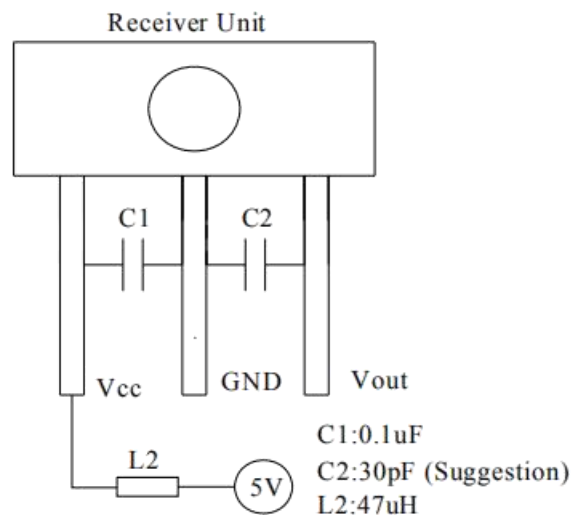 Receiver Unit
C1
C2
Vcc
GND
Vout
L2
5V
C1:0.1uF
C2:30pF (Suggestion)
L2:47uH